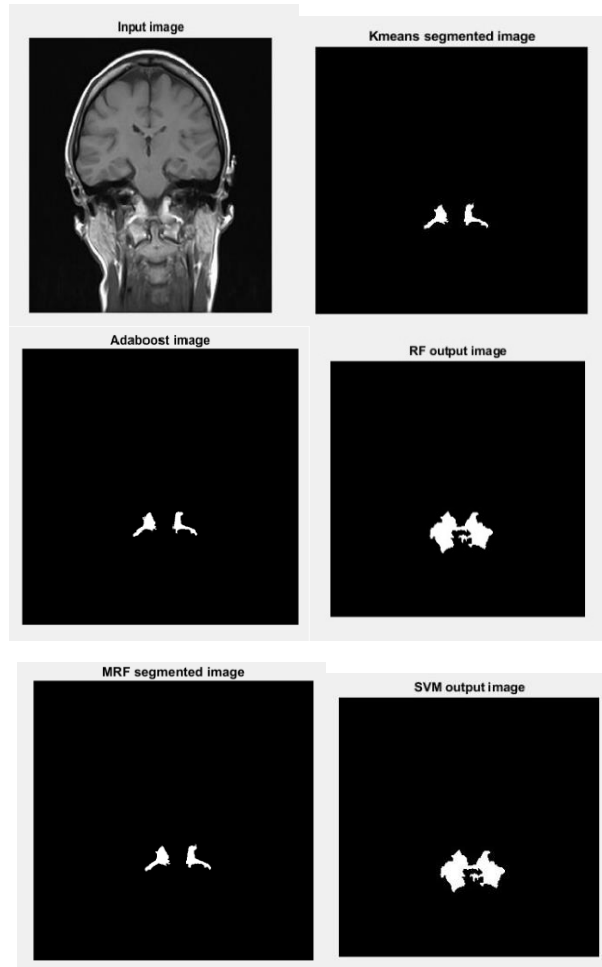 Input image
Kmeans segmented image
Adaboost image
RF output image
MRF segmented image
SVM output image